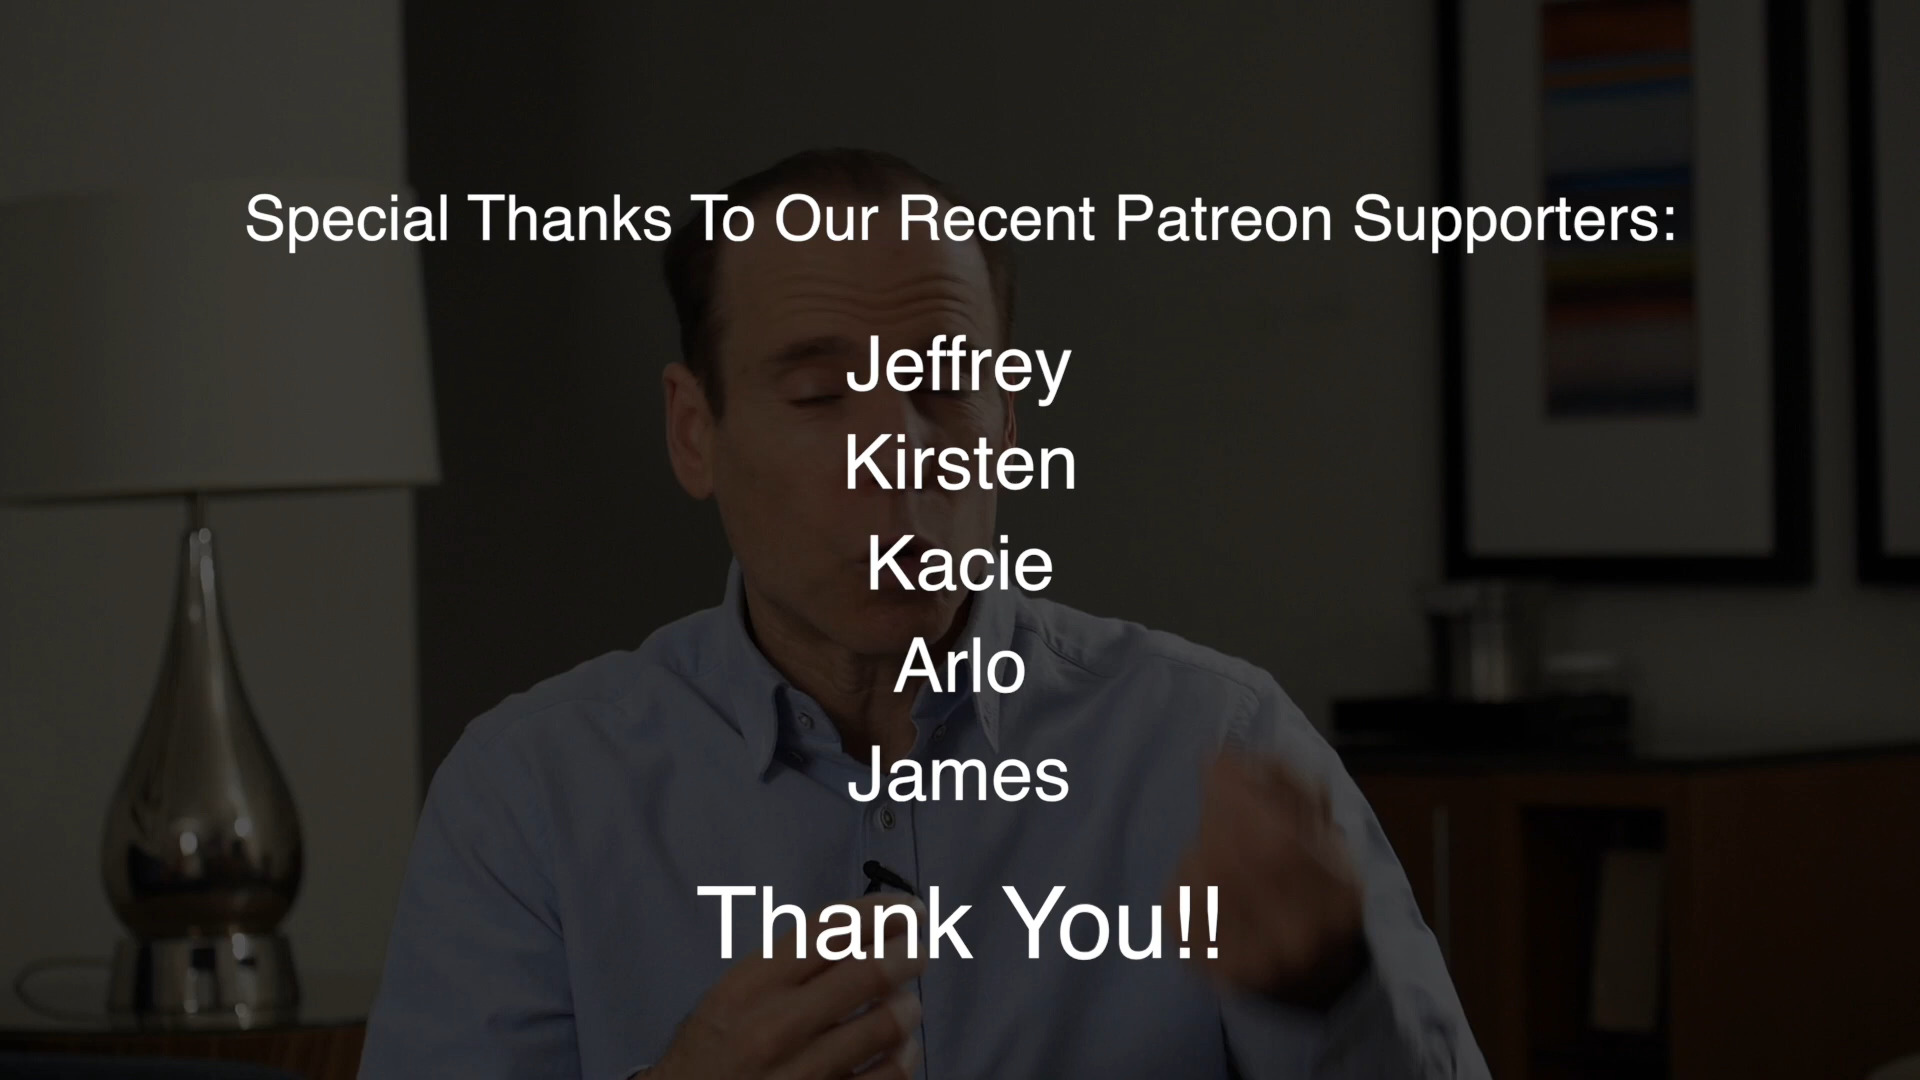 Special Thanks To Our Recent Patreon Supporters:
Jeffrey
Kirsten
Kacie
Arlo
James
Thank You!!